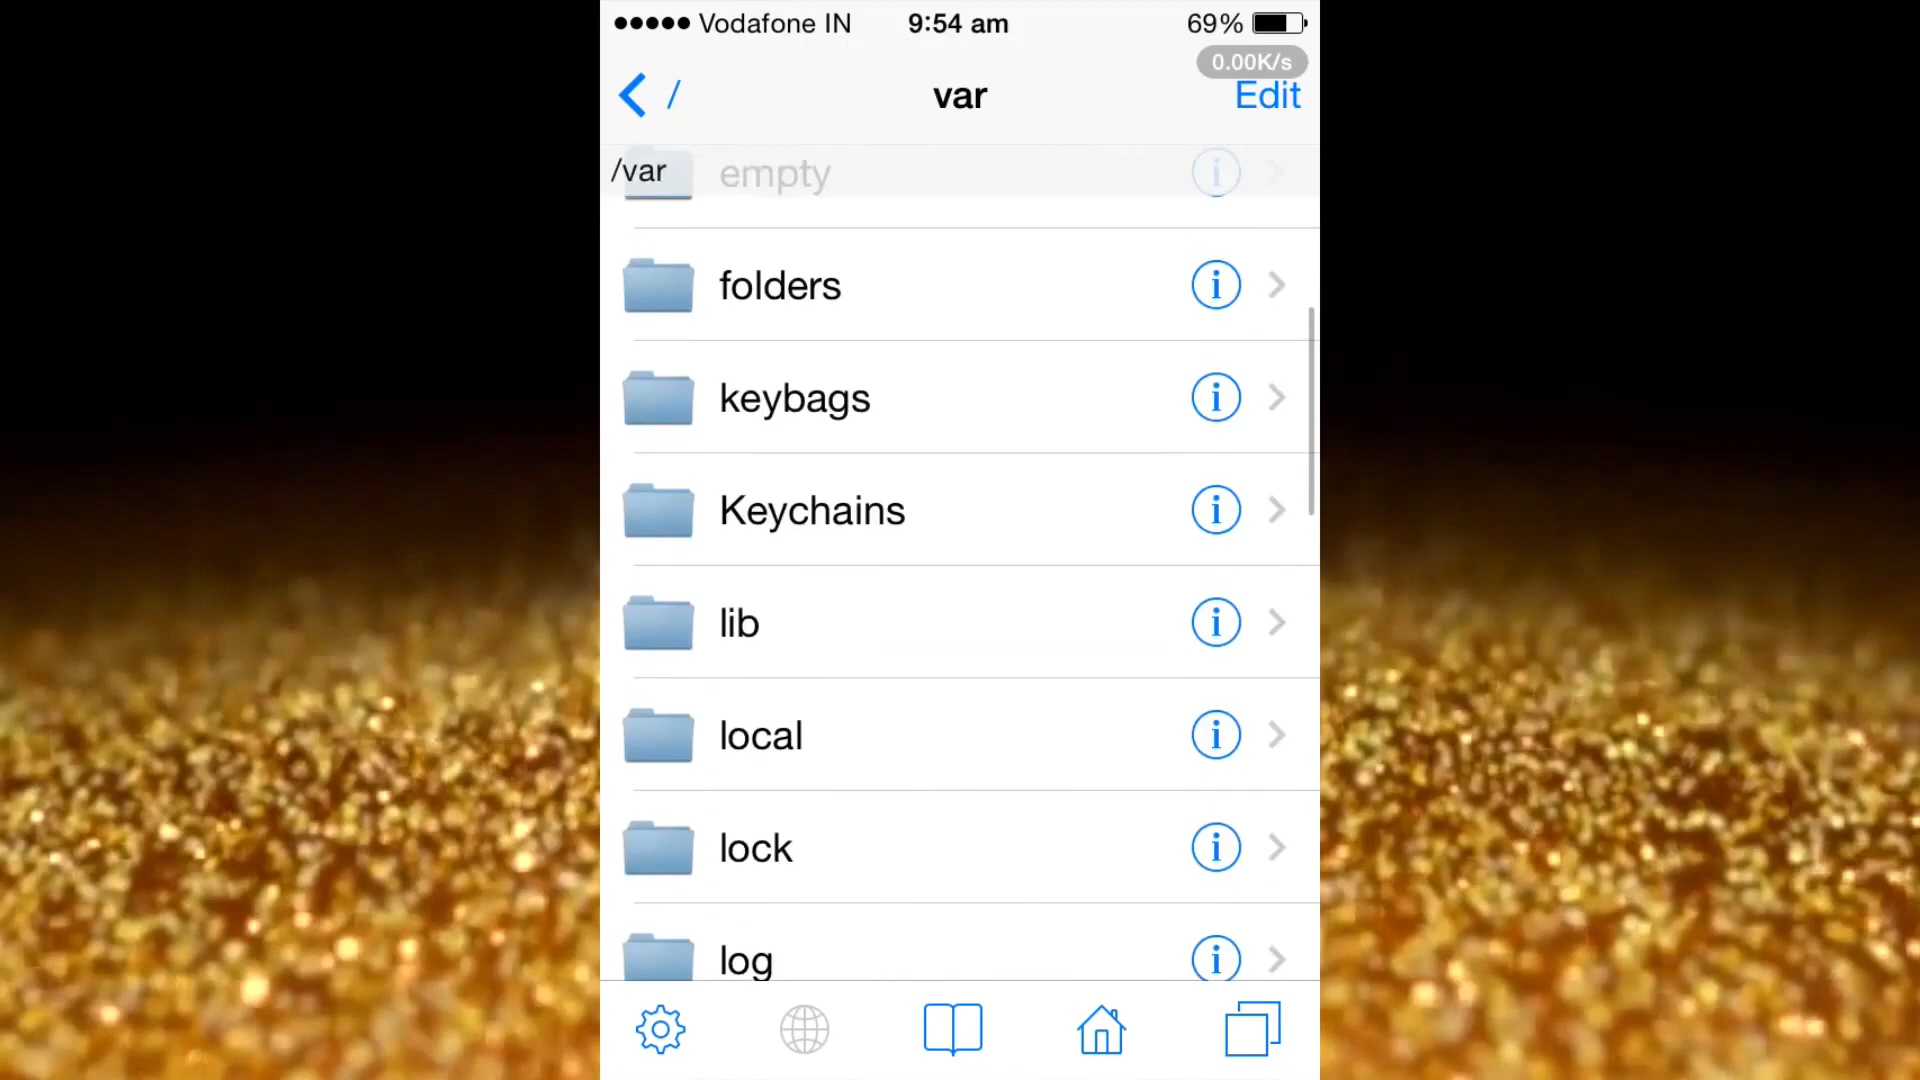 Vodafone IN 9:54 am 69%
0.00K/s
/ var Edit
/var empty
folders
keybags
Keychains
lib
local
lock
log